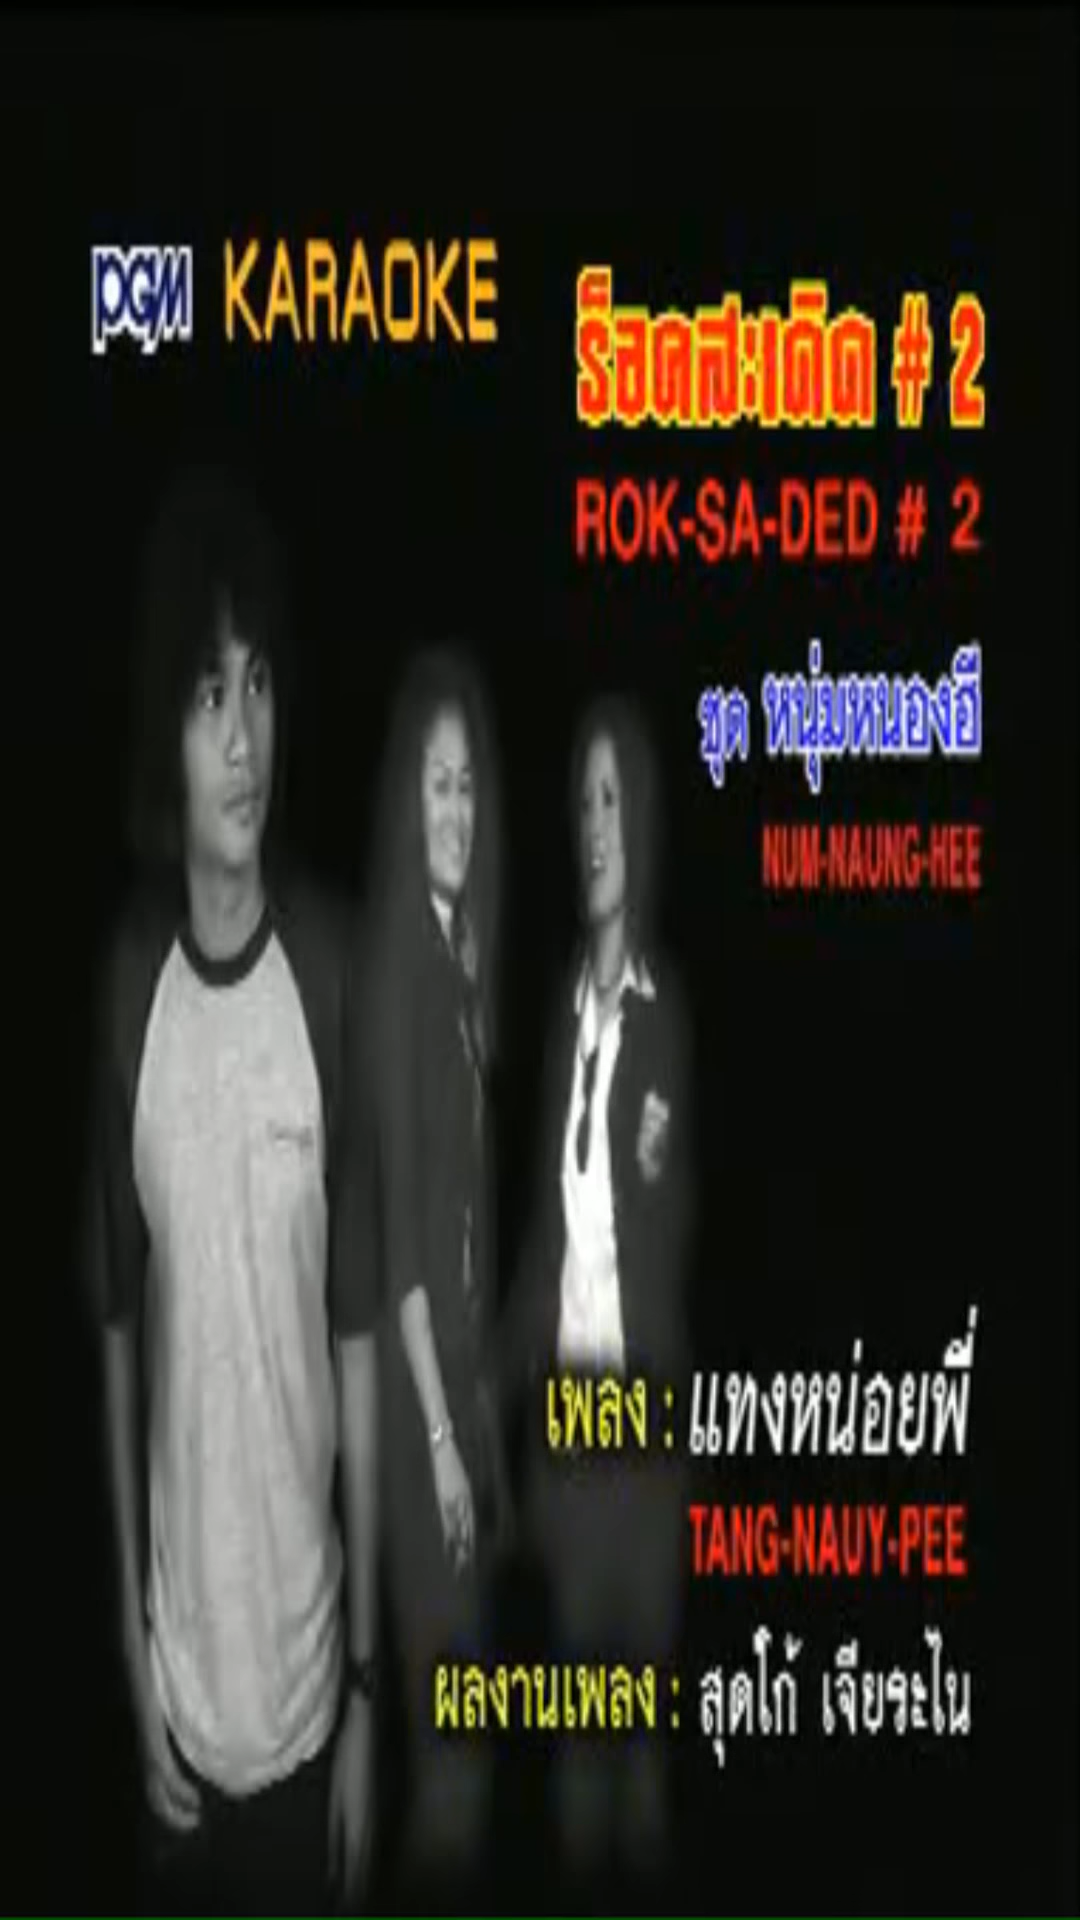 PGM KARAOKE
ร็อคสะเดิด # 2
ROK-SA-DED # 2
ชุด หนุ่มหนองฮี
NUM-NAUNG-HEE
เพลง : แทงหน่อยพี่
TANG-NAUY-PEE
ผลงานเพลง : สุดโก้ เจียระไน